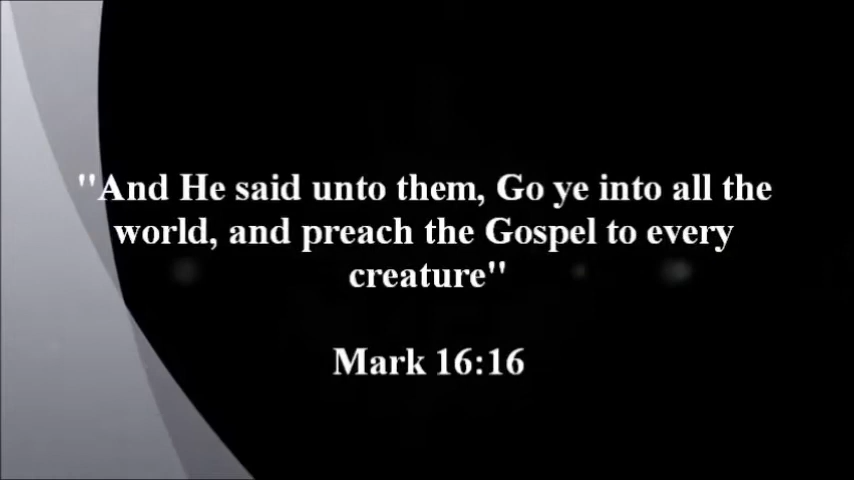 "And He said unto them, Go ye into all the
world, and preach the Gospel to every
creature"
Mark 16:16